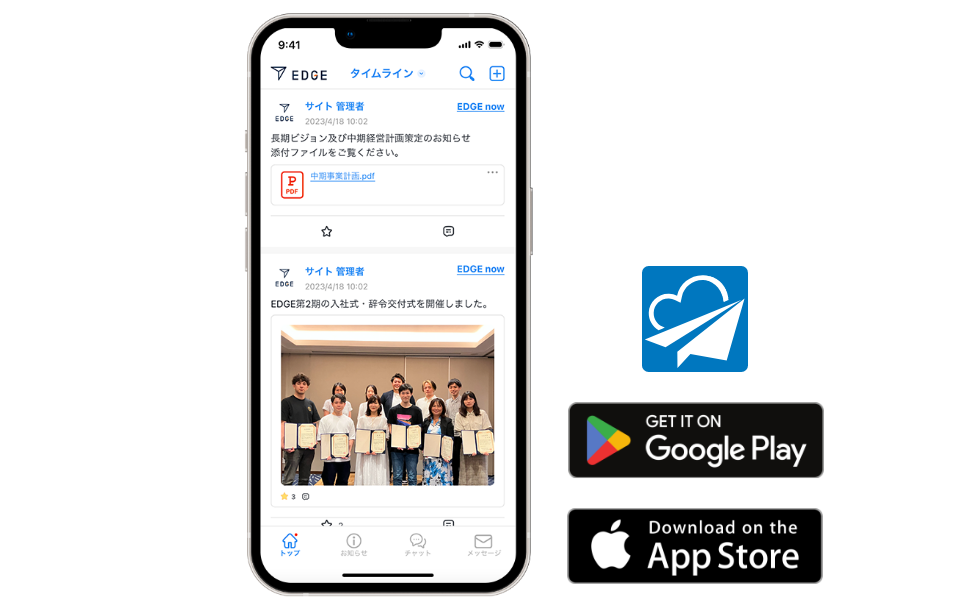 9:41
EDGE タイムライン
サイト 管理者 EDGE now
EDGE 2023/4/18 10:02
長期ビジョン及び中期経営計画策定のお知らせ
添付ファイルをご覧ください。
P
PDF
中期事業計画.pdf
サイト 管理者 EDGE now
EDGE 2023/4/18 10:02
EDGE第2期の入社式・辞令交付式を開催しました。
3
トップ お知らせ チャット メッセージ
GET IT ON
Google Play
Download on the
App Store